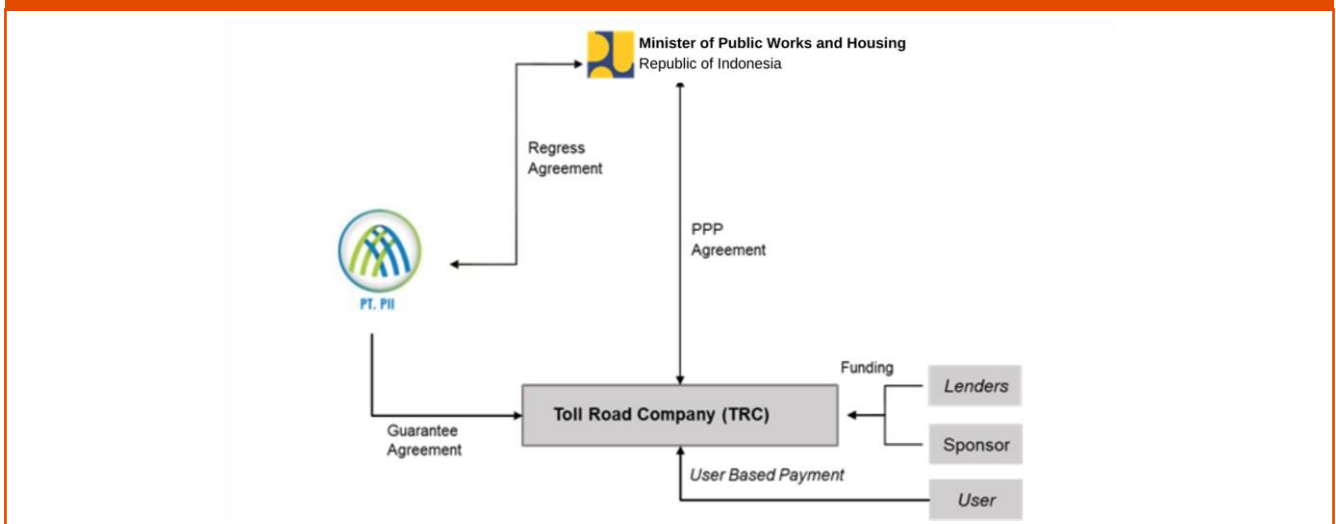 Minister of Public Works and Housing
Republic of Indonesia
Regress
Agreement
PPP
Agreement
PT. PII
Funding
Lenders
Toll Road Company (TRC)
Guarantee
Agreement
Sponsor
User Based Payment
User